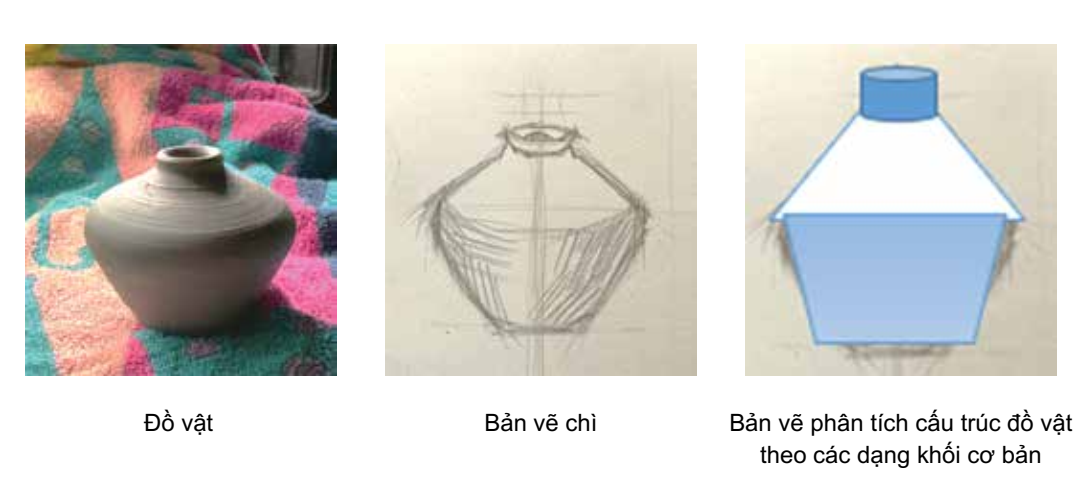 Đồ vật
Bản vẽ chì
Bản vẽ phân tích cấu trúc đồ vật
theo các dạng khối cơ bản